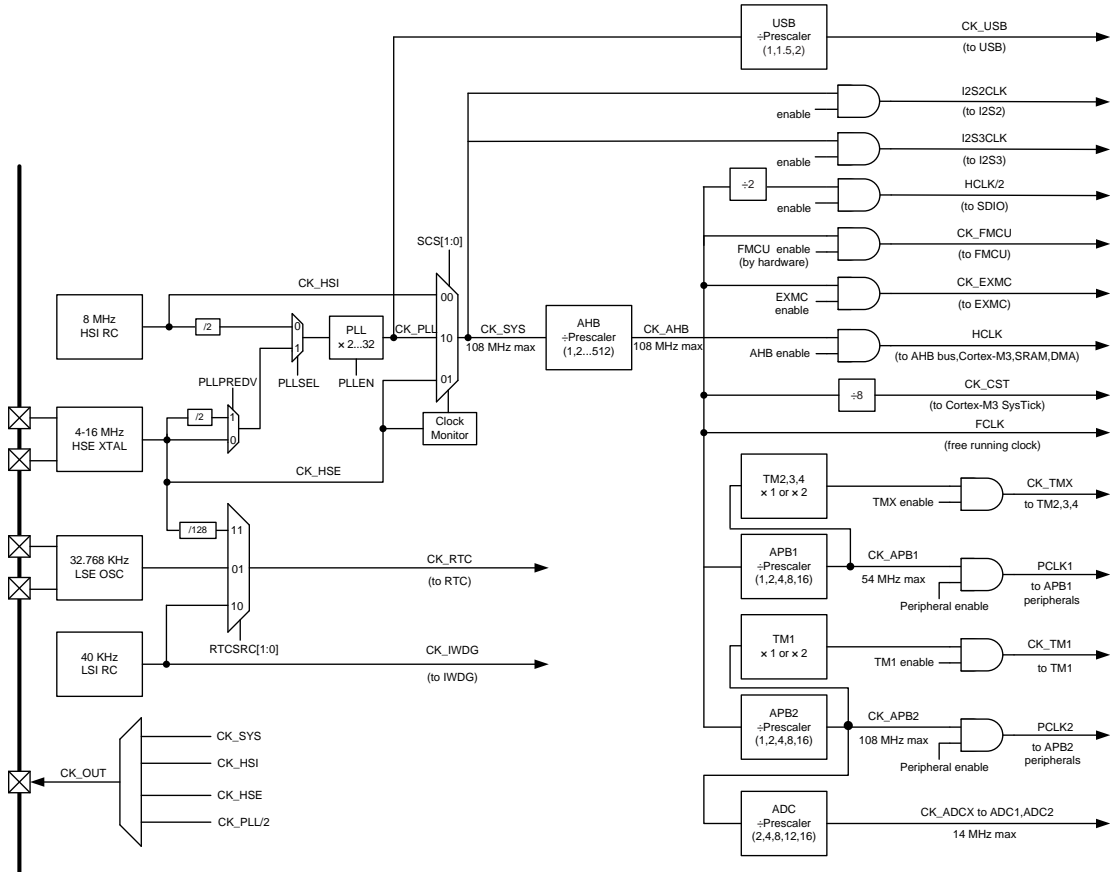 USB
÷Prescaler
(1,1.5,2)
CK_USB
(to USB)
I2S2CLK
enable
(to I2S2)
I2S3CLK
enable
(to I2S3)
÷2
HCLK/2
enable
(to SDIO)
SCS[1:0]
CK_FMCU
FMCU enable
(by hardware)
(to FMCU)
CK_HSI
CK_EXMC
EXMC
enable
(to EXMC)
8 MHz
HSI RC
/2
0
1
PLLSEL
PLL
× 2...32
PLLEN
CK_PLL
00
10
01
CK_SYS
108 MHz max
AHB
÷Prescaler
(1,2...512)
CK_AHB
108 MHz max
HCLK
AHB enable
(to AHB bus,Cortex-M3,SRAM,DMA)
PLLPREDV
÷8
CK_CST
(to Cortex-M3 SysTick)
4-16 MHz
HSE XTAL
/2
1
0
Clock
Monitor
FCLK
(free running clock)
CK_HSE
TM2,3,4
× 1 or × 2
CK_TMX
TMX enable
to TM2,3,4
/128
11
01
10
RTCSRC[1:0]
32.768 KHz
LSE OSC
CK_RTC
(to RTC)
APB1
÷Prescaler
(1,2,4,8,16)
CK_APB1
54 MHz max
PCLK1
to APB1
peripherals
Peripheral enable
40 KHz
LSI RC
CK_IWDG
(to IWDG)
TM1
× 1 or × 2
CK_TM1
TM1 enable
to TM1
APB2
÷Prescaler
(1,2,4,8,16)
CK_APB2
108 MHz max
PCLK2
to APB2
peripherals
Peripheral enable
CK_OUT
CK_SYS
CK_HSI
CK_HSE
CK_PLL/2
ADC
÷Prescaler
(2,4,8,12,16)
CK_ADCX to ADC1,ADC2
14 MHz max